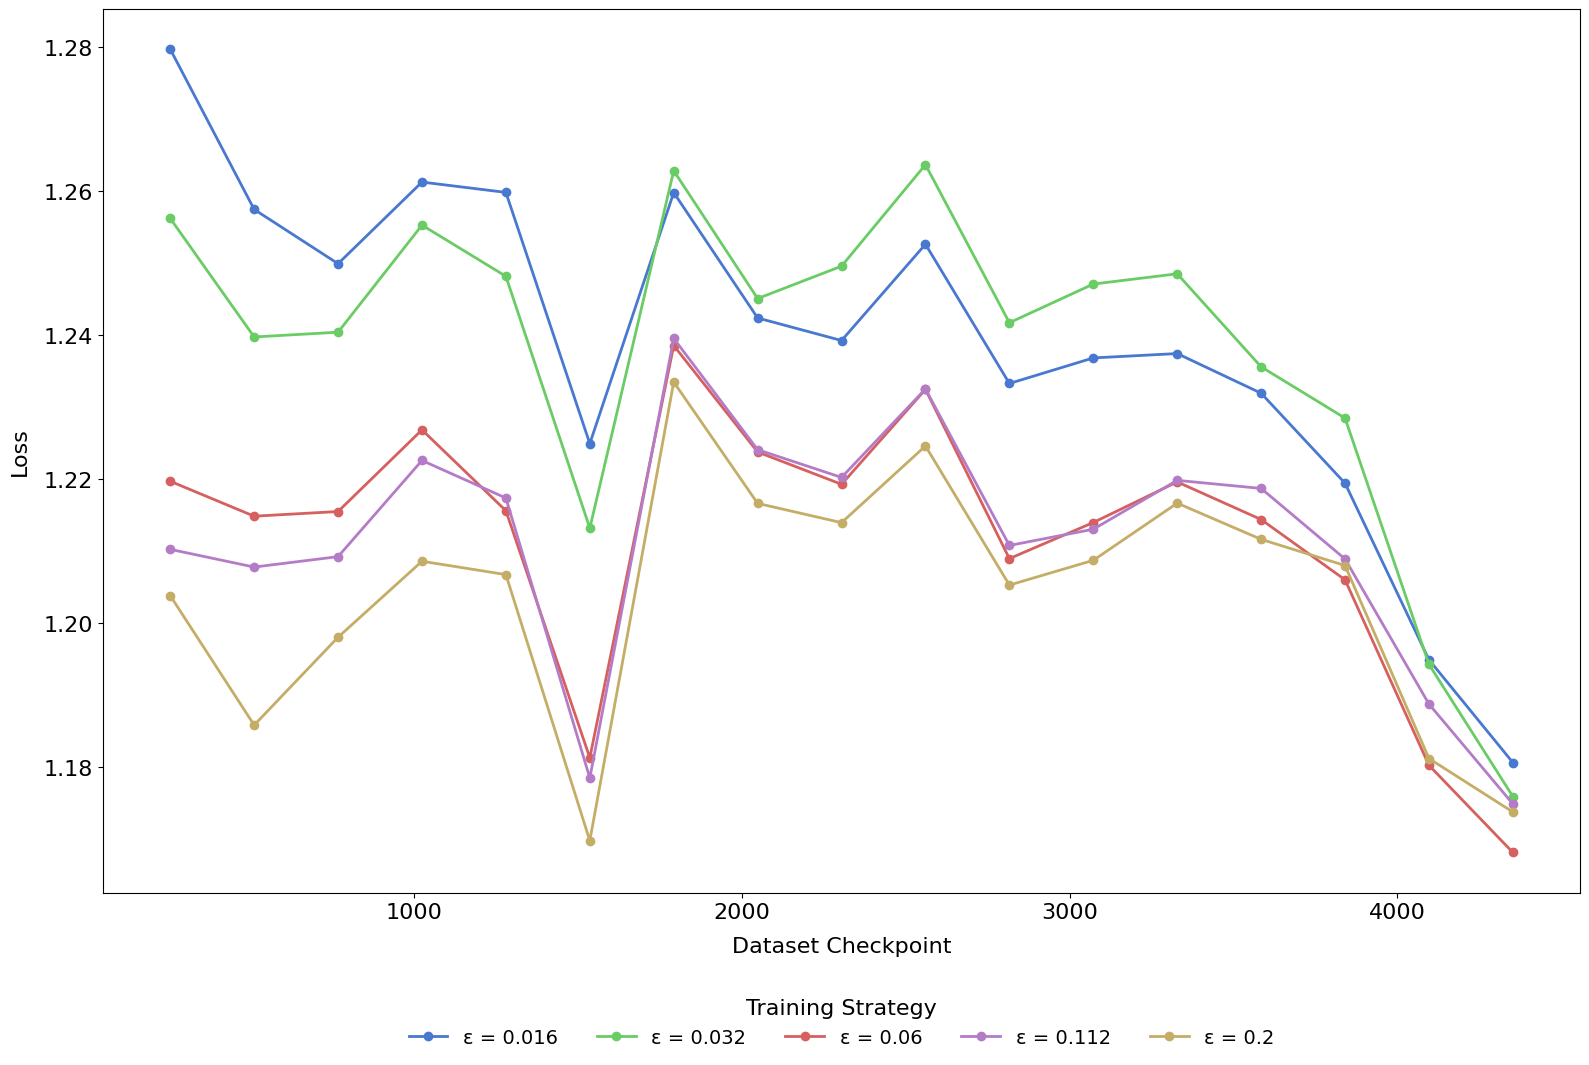 1.28
1.26
1.24
1.22
1.20
1.18
Loss
1000 2000 3000 4000
Dataset Checkpoint
Training Strategy
ε = 0.016 ε = 0.032 ε = 0.06 ε = 0.112 ε = 0.2